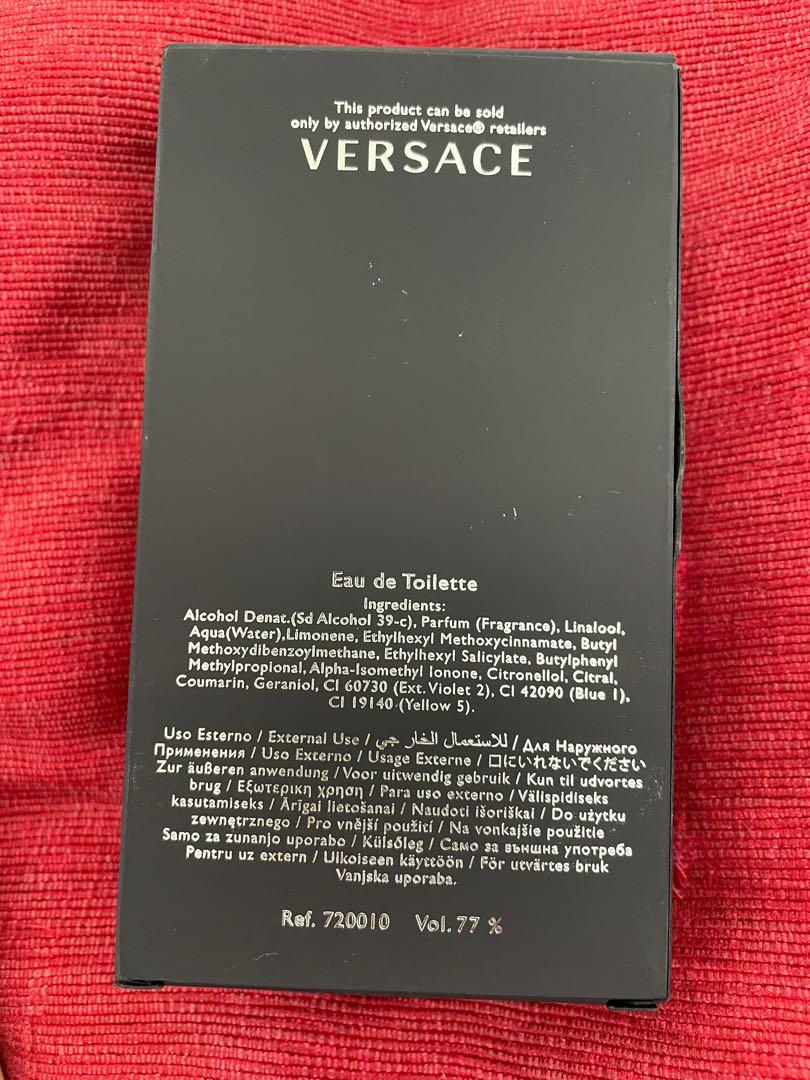 This product can be sold
only by authorized Versace® retailers
VERSACE
Eau de Toilette
Ingredients:
Alcohol Denat.(Sd Alcohol 39-c), Parfum (Fragrance), Linalool,
Aqua(Water),Limonene, Ethylhexyl Methoxycinnamate, Butyl
Methoxydibenzoylmethane, Ethylhexyl Salicylate, Butylphenyl
Methylpropional, Alpha-Isomethyl Ionone, Citronellol, Citral,
Coumarin, Geraniol, CI 60730 (Ext. Violet 2), CI 42090 (Blue 1),
CI 19140 (Yellow 5).
Uso Esterno / External Use / للاستعمال الخار جي / Для Наружного
Применения / Uso Externo / Usage Externe / 口にいれないでください
Zur äußeren anwendung / Voor uitwendig gebruik / Kun til udvortes
brug / Εξωτερικη χρηση / Para uso externo / Välispidiseks
kasutamiseks / Ārīgai lietošanai / Naudoti išoriškai / Do użytku
zewnętrznego / Pro vnější použití / Na vonkajšie použitie
Samo za zunanjo uporabo / Külsőleg / Само за външна употреба
Pentru uz extern / Ulkoiseen käyttöön / För utvärtes bruk
Vanjska uporaba.
Ref. 720010 Vol. 77 %